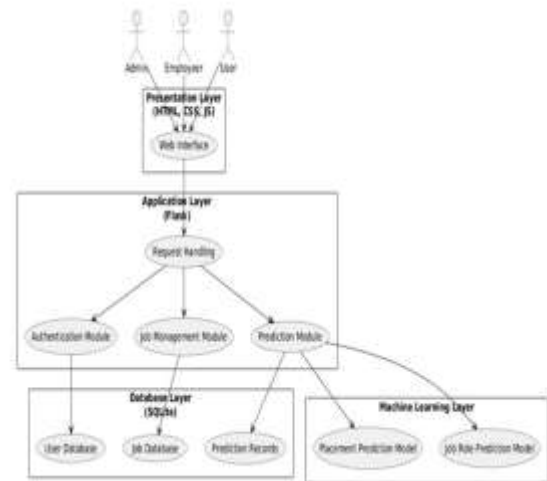 Admin Employeer User
Presentation Layer
(HTML, CSS, JS)
Web Interface
Application Layer
(Flask)
Request Handling
Authentication Module Job Management Module Prediction Module
Database Layer
(SQLite)
Machine Learning Layer
User Database Job Database Prediction Records Placement Prediction Model Job Role Prediction Model